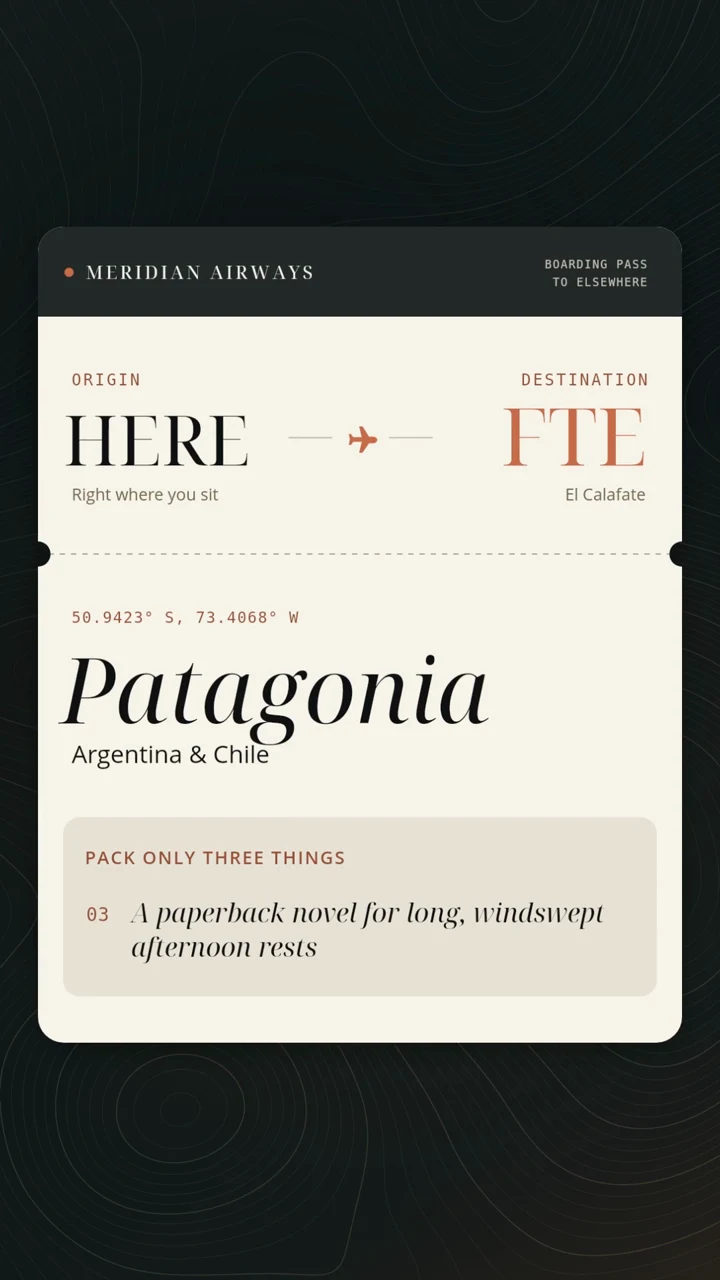 MERIDIAN AIRWAYS
BOARDING PASS
TO ELSEWHERE
ORIGIN
DESTINATION
HERE
FTE
Right where you sit
El Calafate
50.9423° S, 73.4068° W
Patagonia
Argentina & Chile
PACK ONLY THREE THINGS
03 A paperback novel for long, windswept
afternoon rests